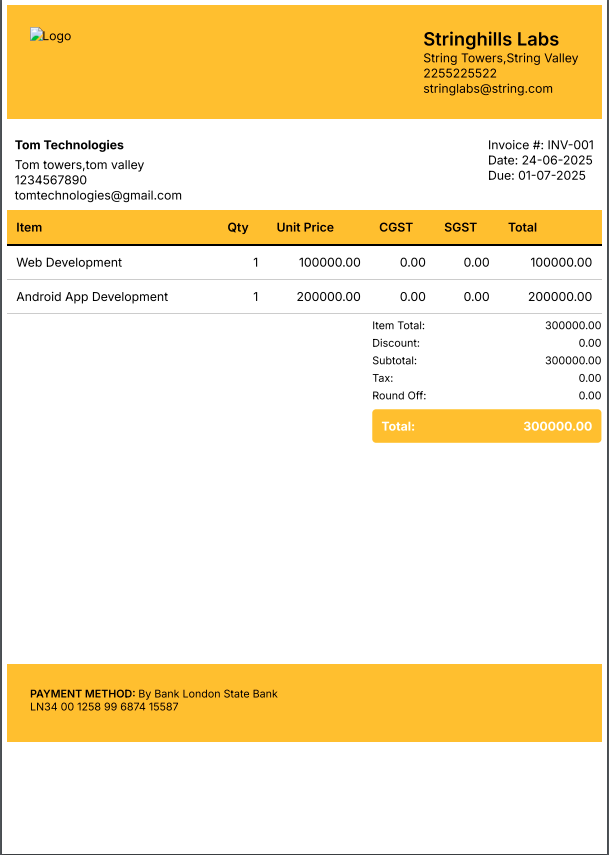 Logo
Stringhills Labs
String Towers,String Valley
2255225522
stringlabs@string.com
Tom Technologies
Tom towers,tom valley
1234567890
tomtechnologies@gmail.com
Invoice #: INV-001
Date: 24-06-2025
Due: 01-07-2025
Item Qty Unit Price CGST SGST Total
Web Development 1 100000.00 0.00 0.00 100000.00
Android App Development 1 200000.00 0.00 0.00 200000.00
Item Total: 300000.00
Discount: 0.00
Subtotal: 300000.00
Tax: 0.00
Round Off: 0.00
Total: 300000.00
PAYMENT METHOD: By Bank London State Bank
LN34 00 1258 99 6874 15587